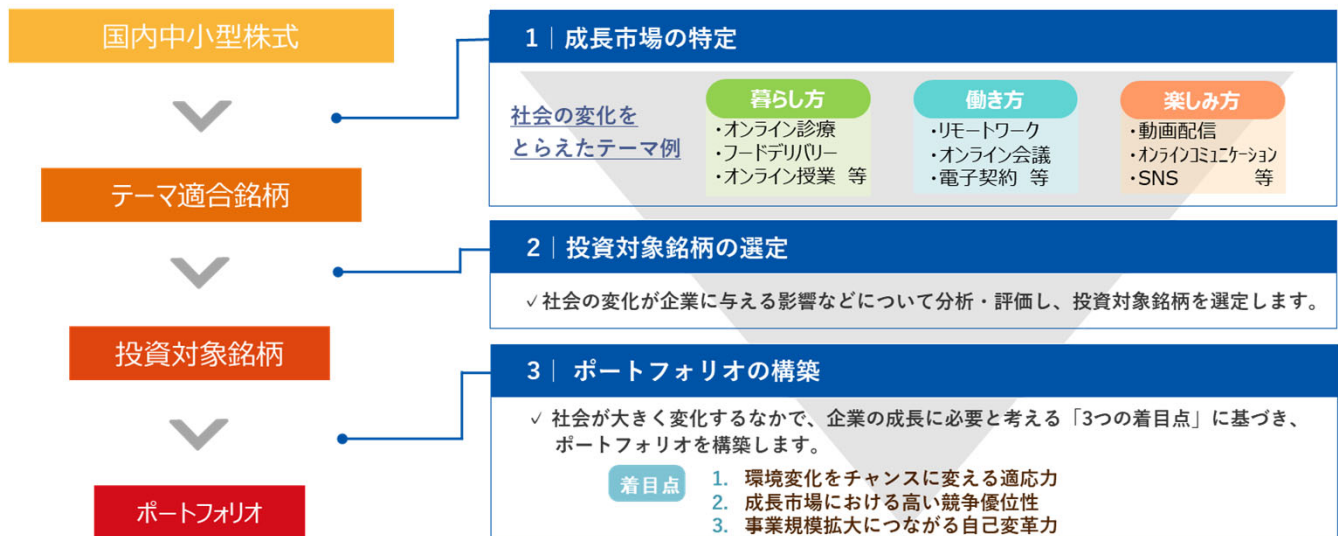 国内中小型株式
テーマ適合銘柄
投資対象銘柄
ポートフォリオ
1｜成長市場の特定
社会の変化を
とらえたテーマ例
暮らし方
・オンライン診療
・フードデリバリー
・オンライン授業 等
働き方
・リモートワーク
・オンライン会議
・電子契約 等
楽しみ方
・動画配信
・オンラインコミュニケーション
・SNS 等
2｜投資対象銘柄の選定
✓社会の変化が企業に与える影響などについて分析・評価し、投資対象銘柄を選定します。
3｜ポートフォリオの構築
✓ 社会が大きく変化するなかで、企業の成長に必要と考える「3つの着目点」に基づき、
ポートフォリオを構築します。
着目点
1. 環境変化をチャンスに変える適応力
2. 成長市場における高い競争優位性
3. 事業規模拡大につながる自己変革力